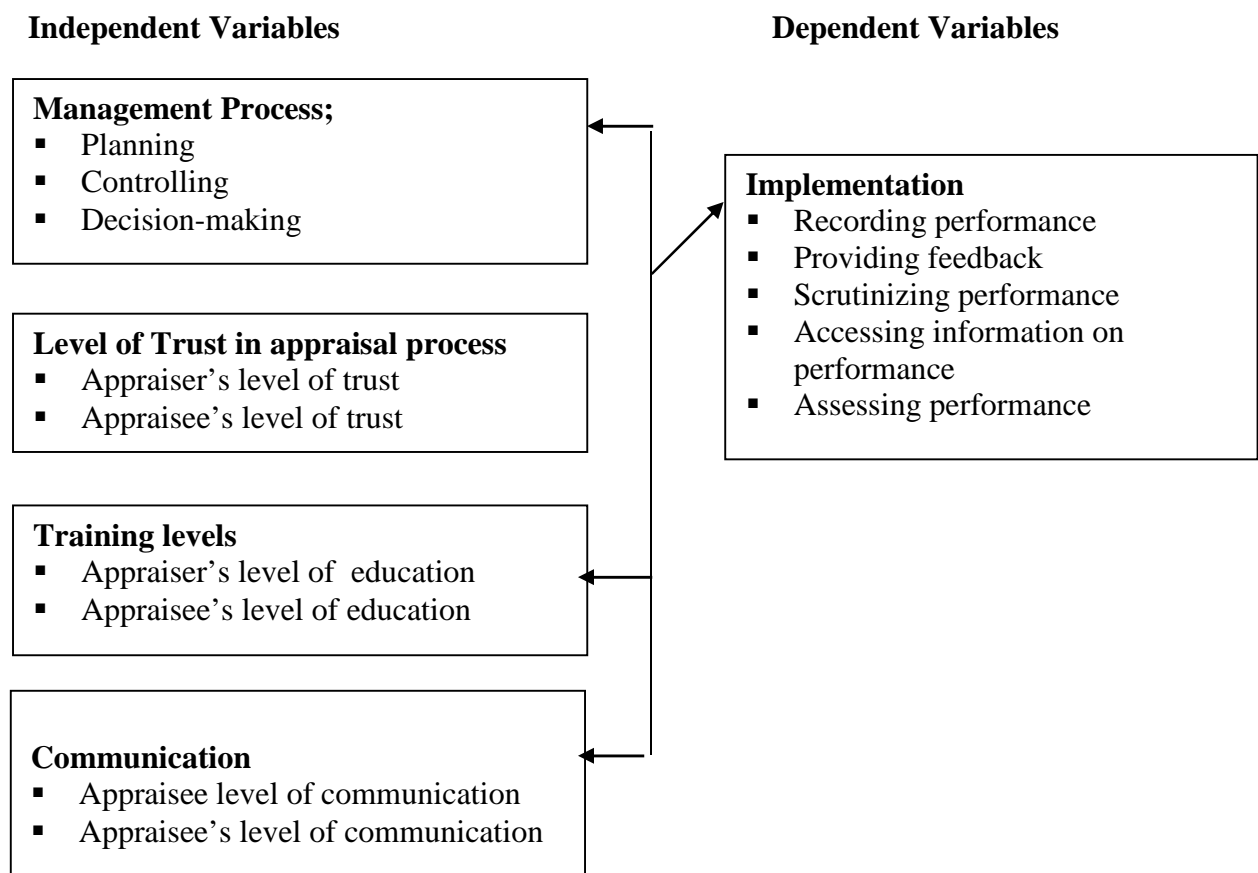 Independent Variables
Dependent Variables
Management Process;
▪ Planning
▪ Controlling
▪ Decision-making
Level of Trust in appraisal process
▪ Appraiser’s level of trust
▪ Appraisee’s level of trust
Training levels
▪ Appraiser’s level of education
▪ Appraisee’s level of education
Communication
▪ Appraisee level of communication
▪ Appraisee’s level of communication
Implementation
▪ Recording performance
▪ Providing feedback
▪ Scrutinizing performance
▪ Accessing information on
performance
▪ Assessing performance